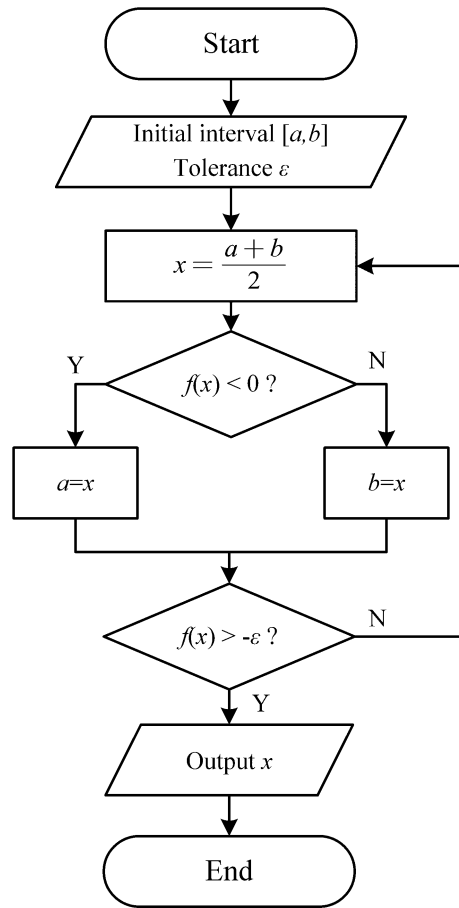 Start
Initial interval [a,b]
Tolerance ε
x = (a + b)/2
f(x) < 0 ?
Y
N
a=x
b=x
f(x) > -ε ?
N
Y
Output x
End